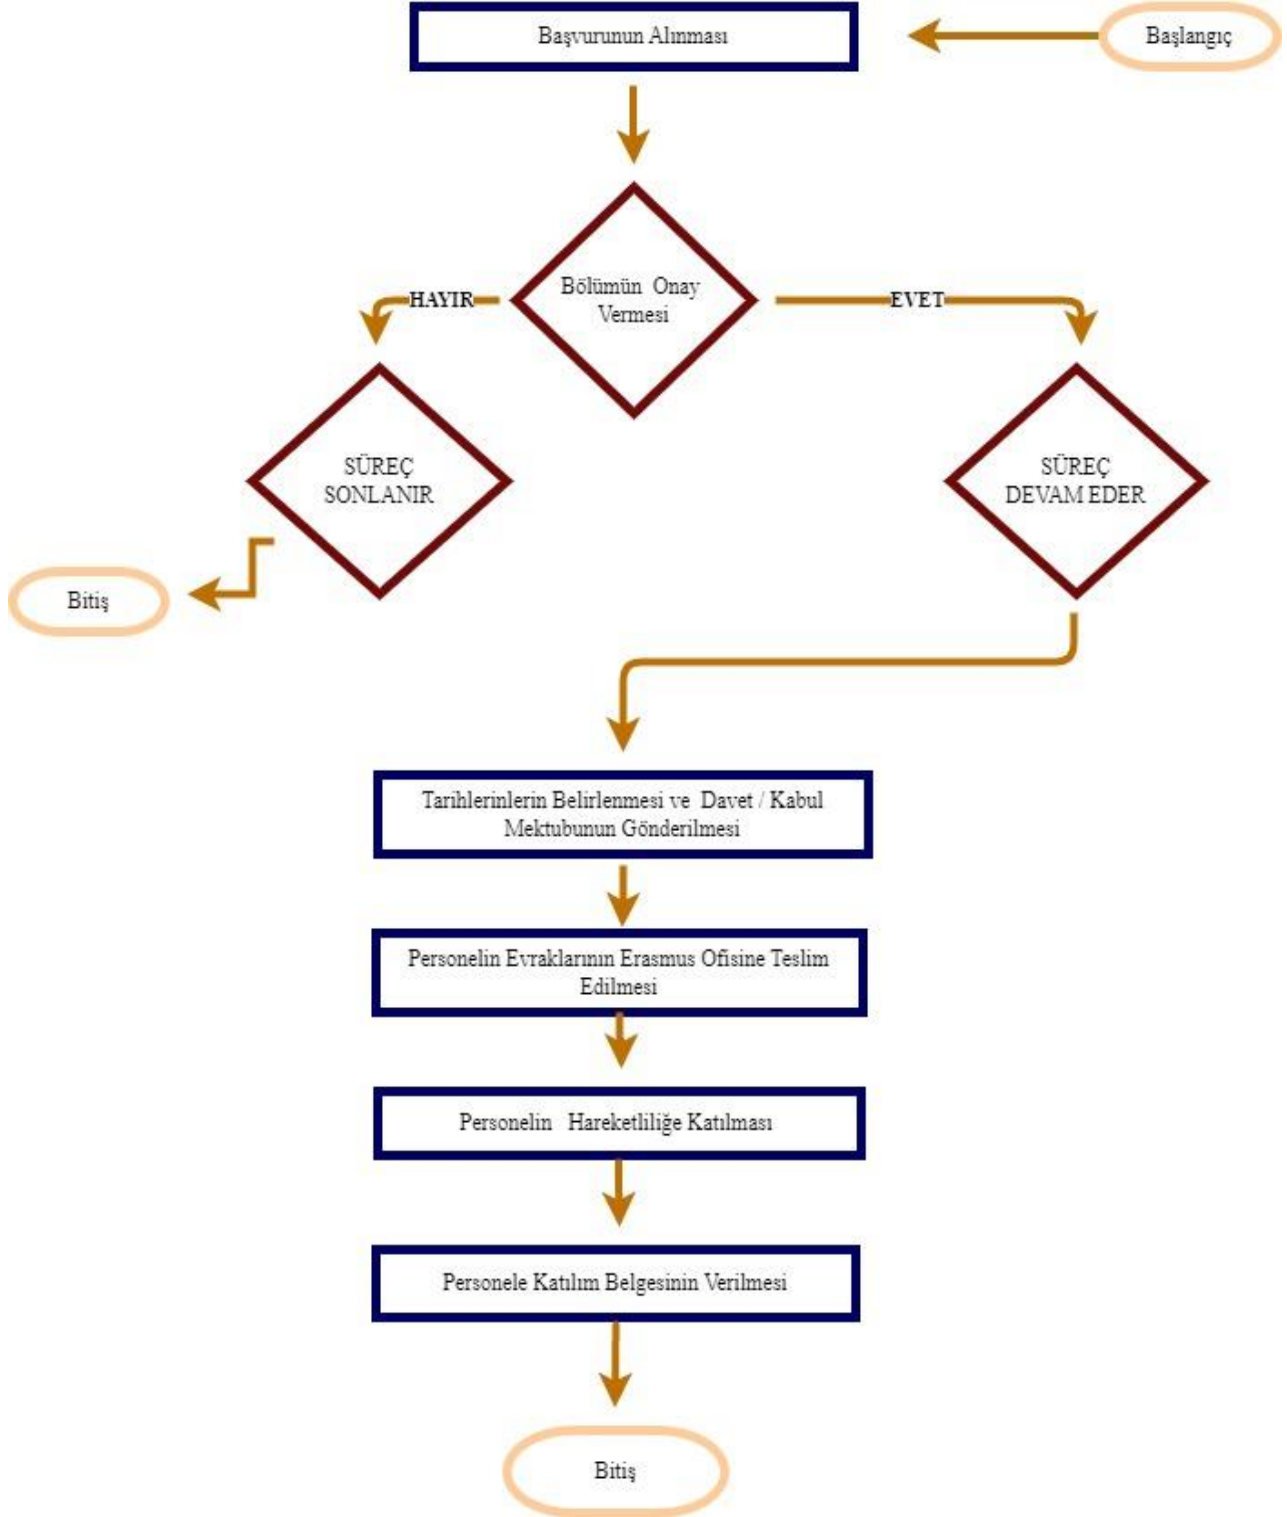 Başvurunun Alınması
Başlangıç
Bölümün Onay
Vermesi
HAYIR
EVET
SÜREÇ
SONLANIR
SÜREÇ
DEVAM EDER
Bitiş
Tarihlerinlerin Belirlenmesi ve Davet / Kabul
Mektubunun Gönderilmesi
Personelin Evraklarının Erasmus Ofisine Teslim
Edilmesi
Personelin Hareketliliğe Katılması
Personele Katılım Belgesinin Verilmesi
Bitiş